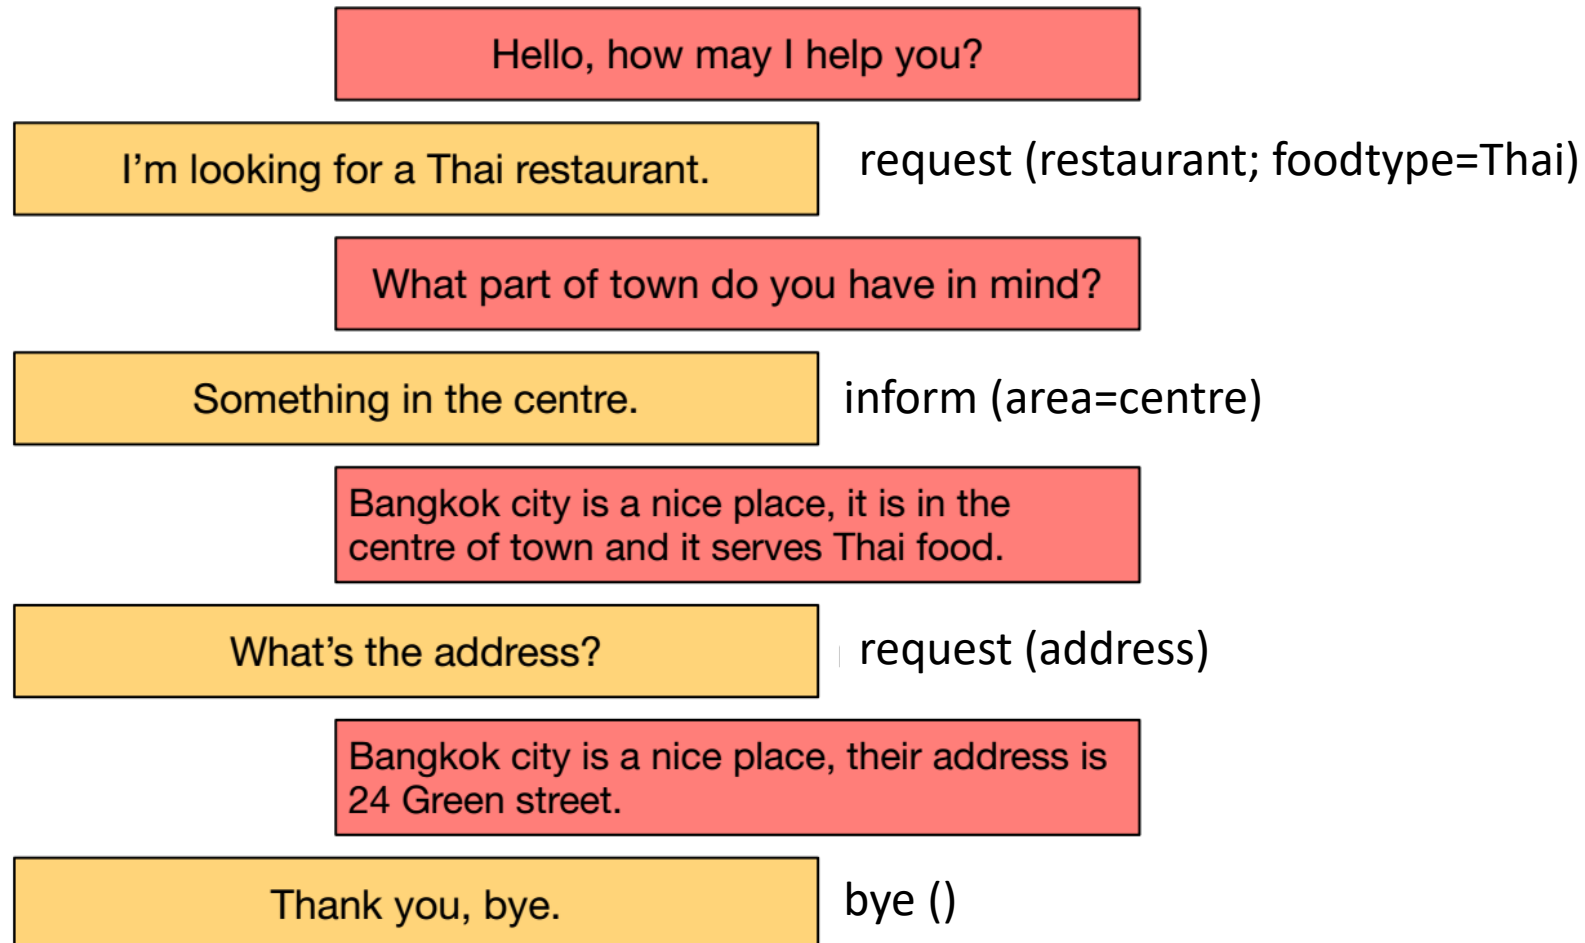 Hello, how may I help you?
I'm looking for a Thai restaurant.
request (restaurant; foodtype=Thai)
What part of town do you have in mind?
Something in the centre.
inform (area=centre)
Bangkok city is a nice place, it is in the
centre of town and it serves Thai food.
What's the address?
request (address)
Bangkok city is a nice place, their address is
24 Green street.
Thank you, bye.
bye ()